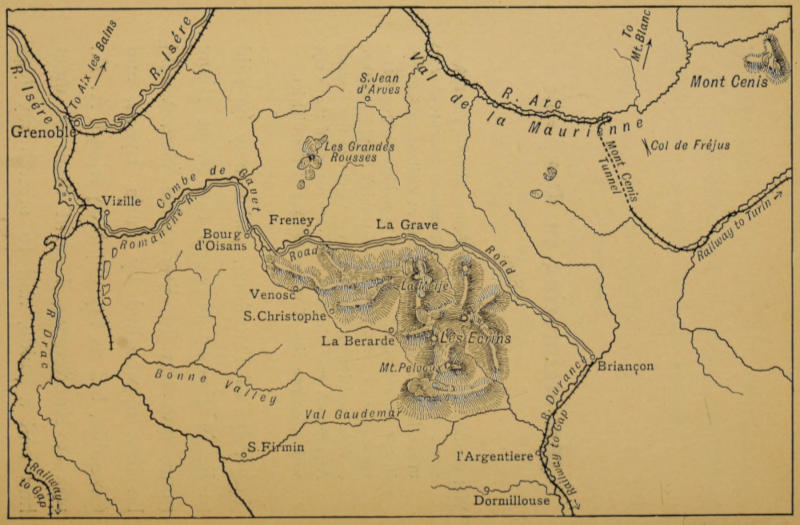 R. Isére
To Aix les Bains
R. Isére
Grenoble
S. Jean
d'Arves
Val de la Maurienne
R. Arc
To
Mt. Blanc
Mont Cenis
Col de Fréjus
Mont Cenis
Tunnel
Railway to Turin
Les Grandes
Rousses
Vizille
Combe de Gavet
Romanche R.
Bourg
d'Oisans
Freney
Road
La Grave
Road
Venosc
S. Christophe
La Berarde
La Meije
Les Ecrins
Mt. Pelvoux
Briançon
R. Drac
Bonne Valley
Val Gaudemar
S. Firmin
R. Durance
Railway to Gap
l'Argentiere
Dormillouse
Railway
to Gap